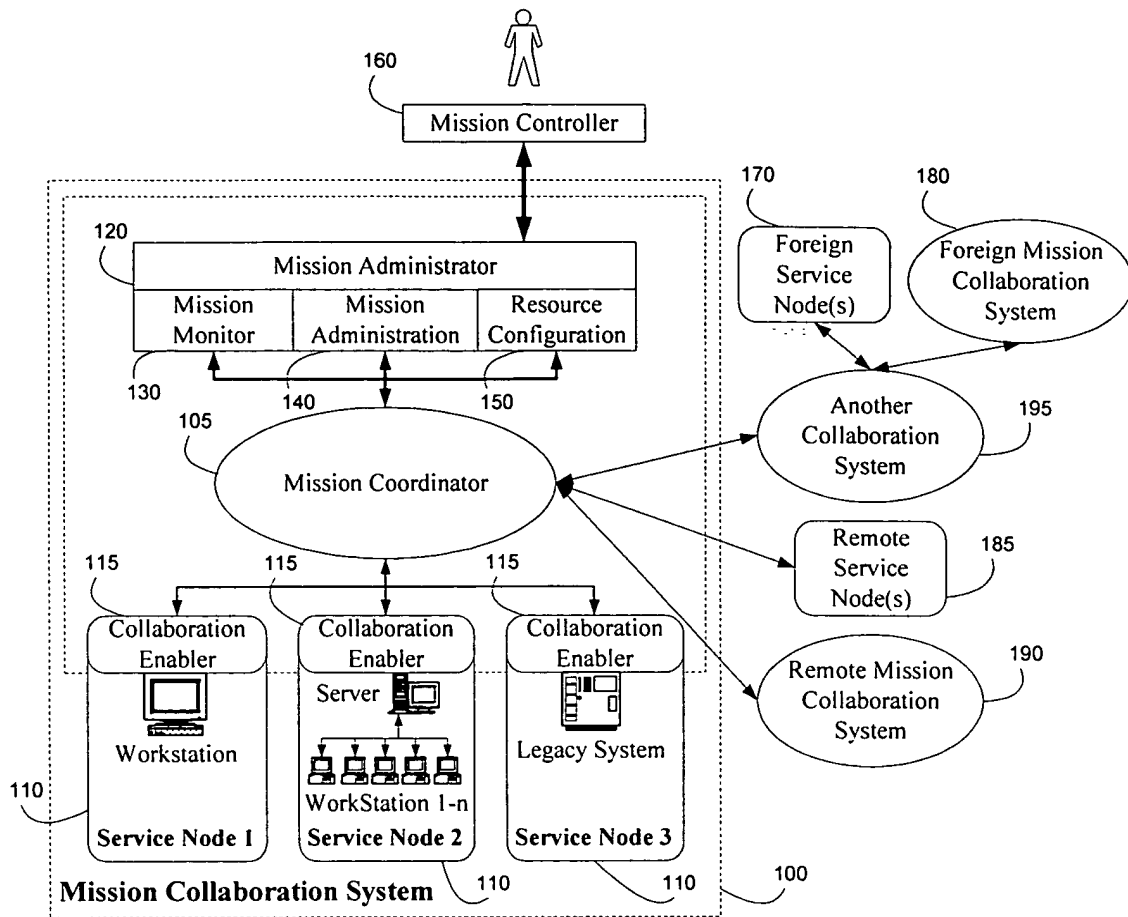 160
Mission Controller
170
180
120
Mission Administrator
Foreign
Service
Node(s)
Foreign Mission
Collaboration
System
Mission
Monitor
Mission
Administration
Resource
Configuration
130
140
150
105
Mission Coordinator
Another
Collaboration
System
195
115
115
115
Remote
Service
Node(s)
185
Collaboration
Enabler
Collaboration
Enabler
Collaboration
Enabler
Remote Mission
Collaboration
System
190
Workstation
Server
Legacy System
WorkStation 1-n
110
Service Node 1
Service Node 2
Service Node 3
Mission Collaboration System
110
110
100